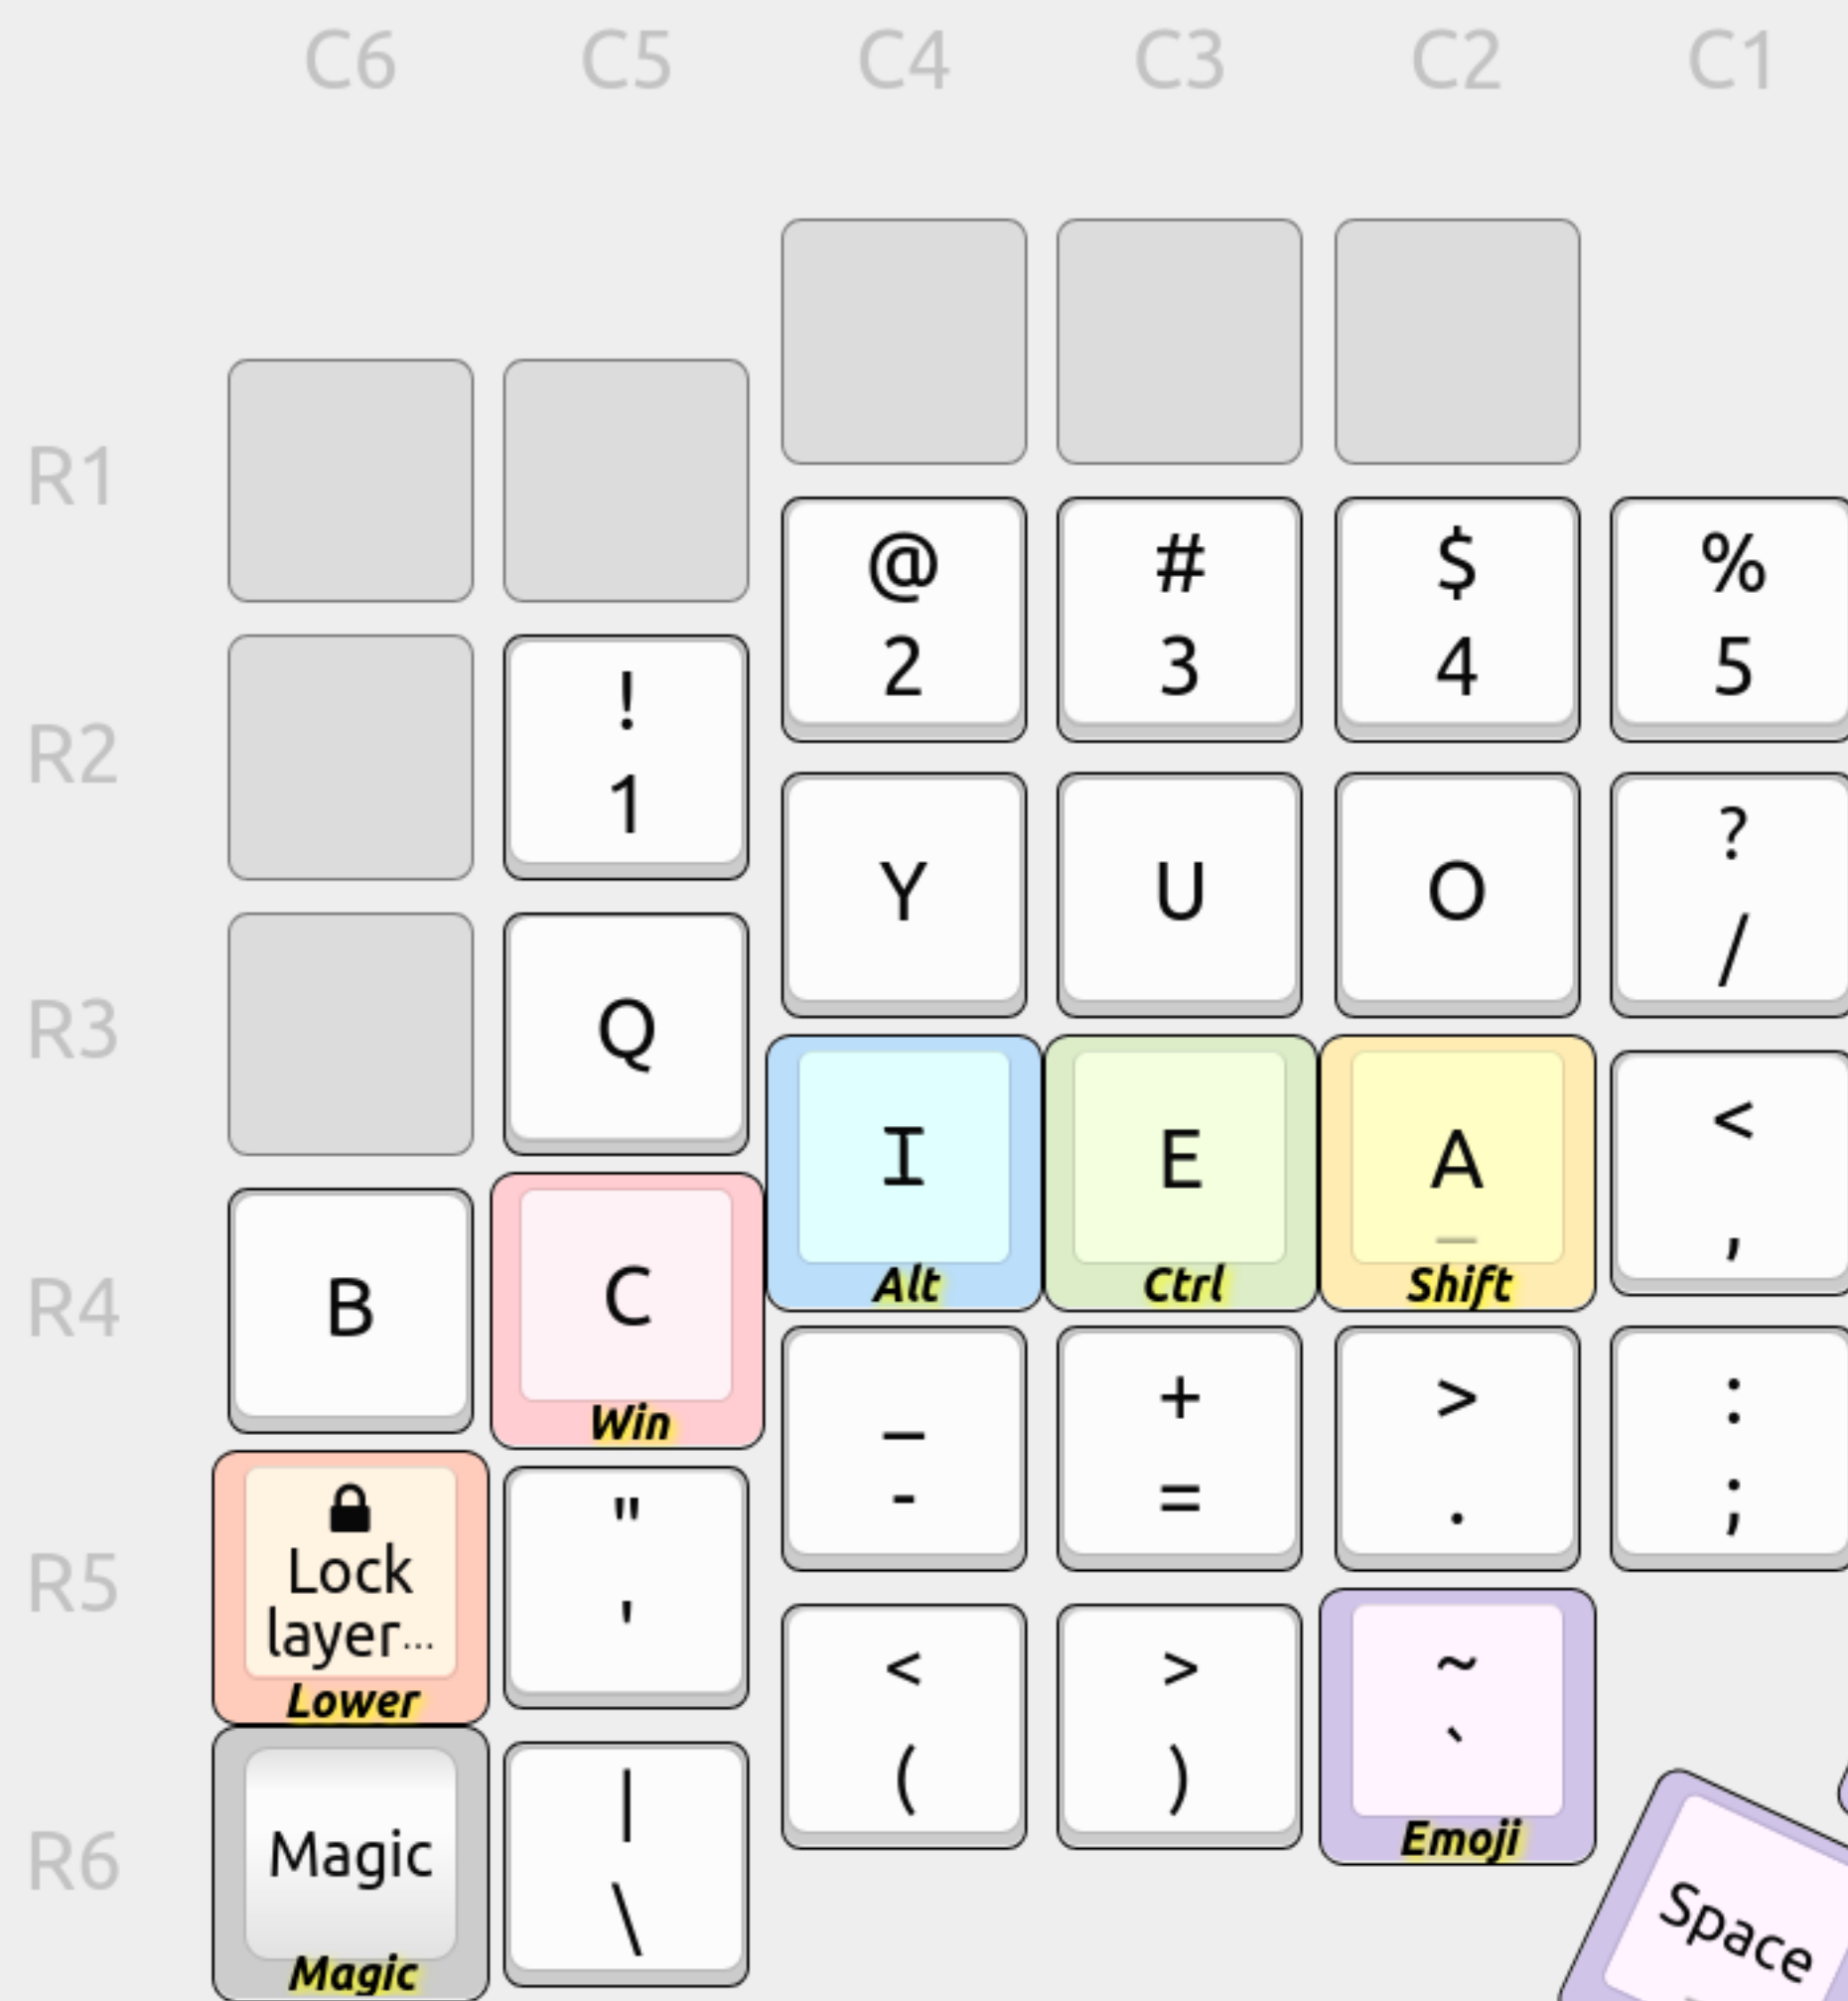 C6 C5 C4 C3 C2 C1
R1
@ # $ %
2 3 4 5
R2
!
1
Y U O ?
/
R3
Q
I E A <
_ ,
Alt Ctrl Shift
R4
B C
Win
_ + > :
- = . ;
R5
Lock
layer...
Lower
"
'
< > ~
( ) `
Emoji
R6
Magic
Magic
|
\
Space